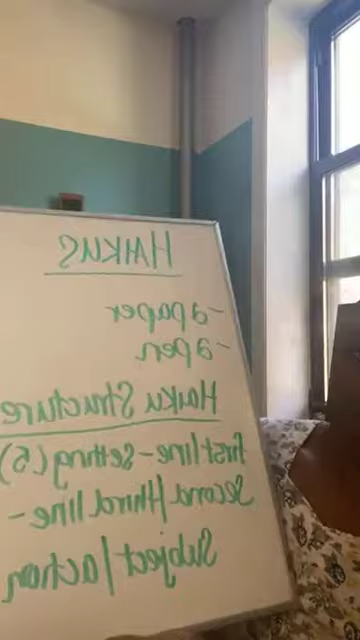 HAIKUS
- a paper
- a pen
Haiku Structure
first line - setting (5)
Second/third line -
Subject/action